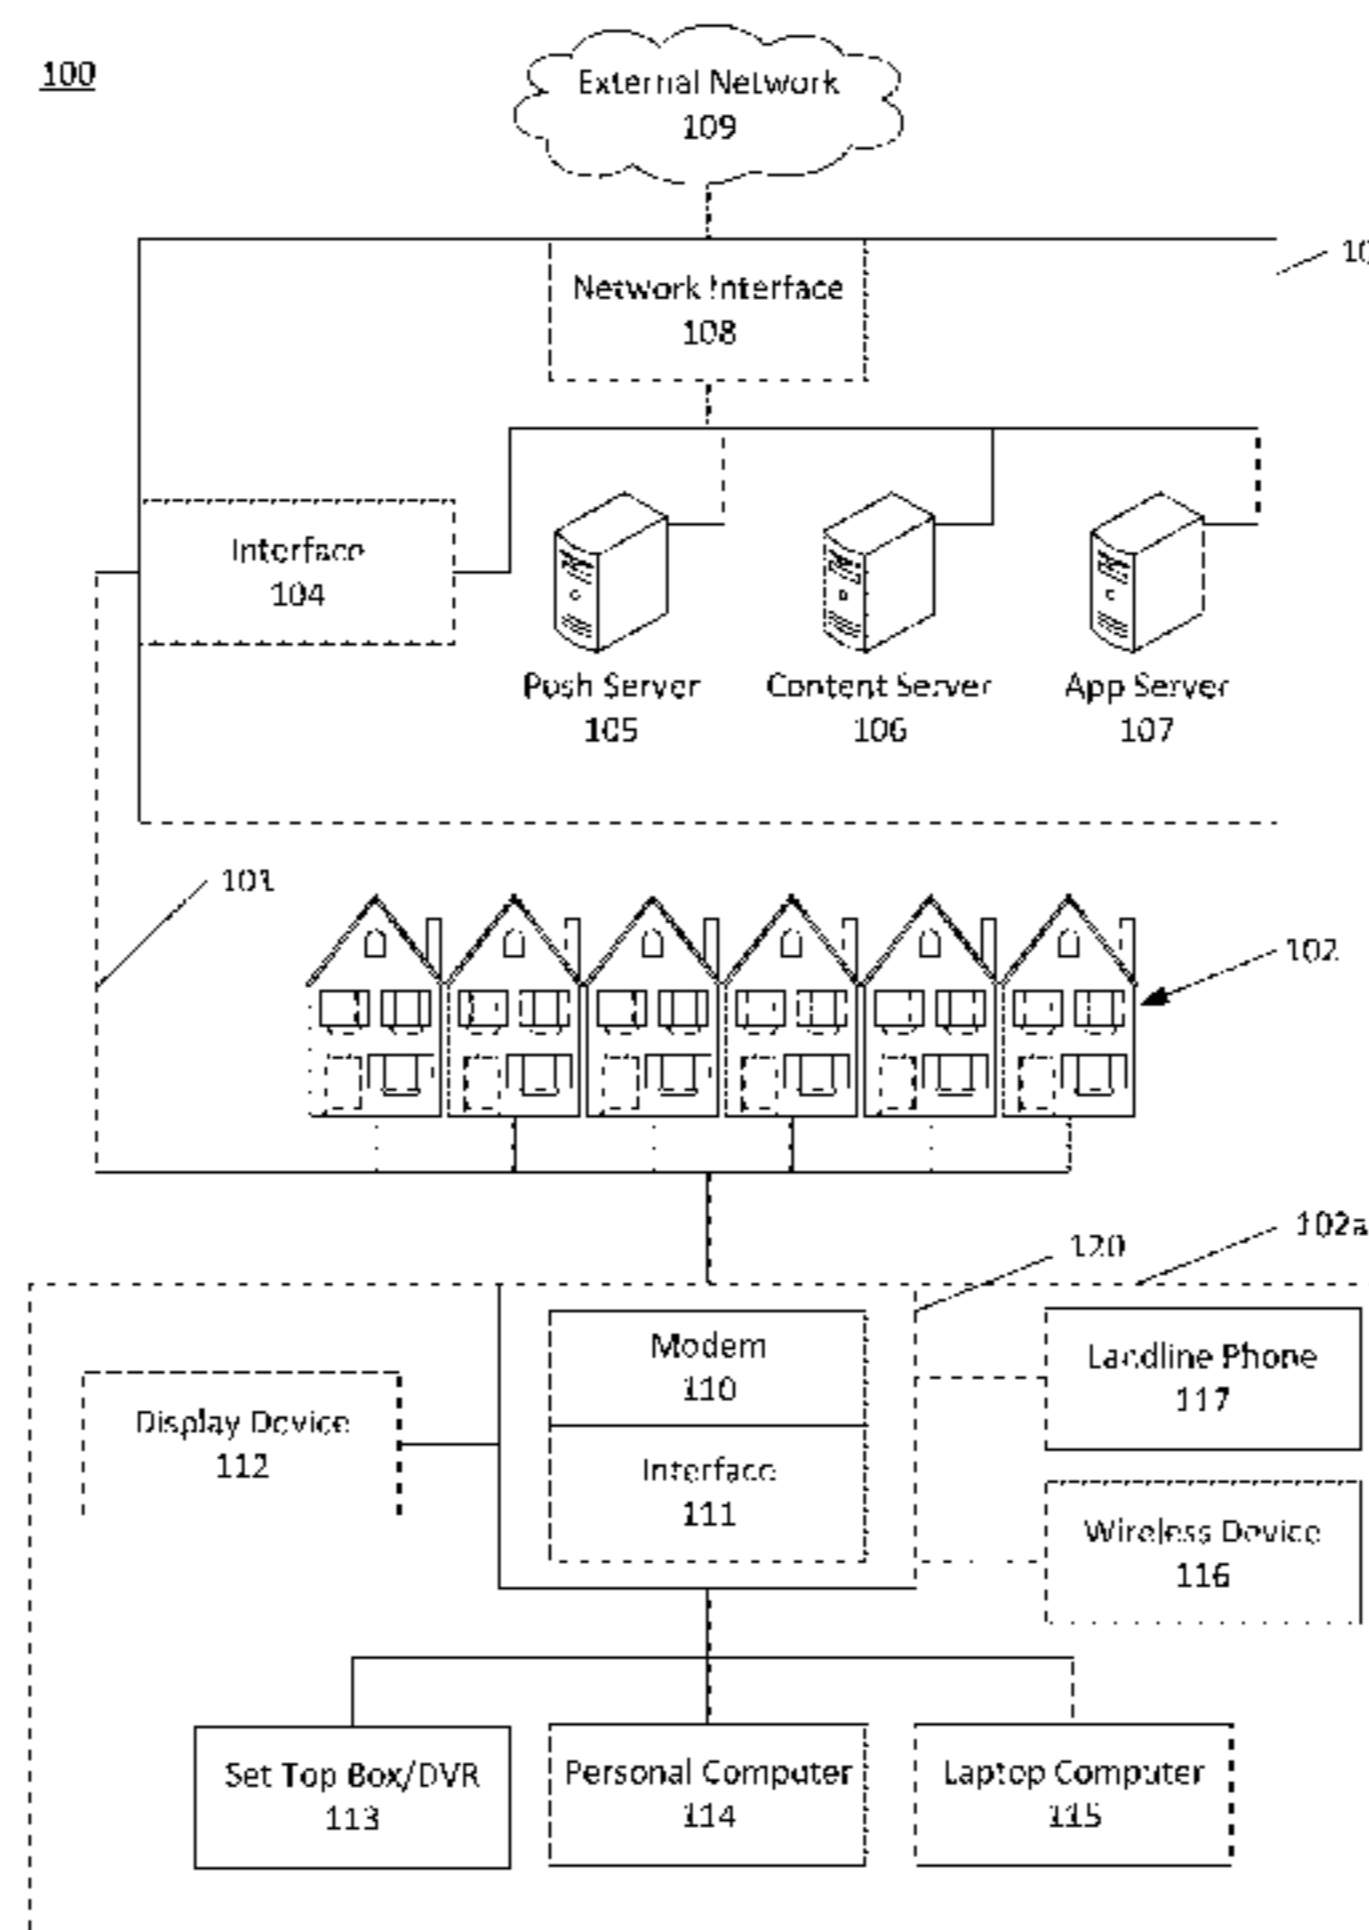 100
External Network
109
10
Network Interface
108
Interface
104
Push Server
105
Content Server
106
App Server
107
101
102
102a
120
Modem
110
Landline Phone
117
Display Device
112
Interface
111
Wireless Device
116
Set Top Box/DVR
113
Personal Computer
114
Laptop Computer
115